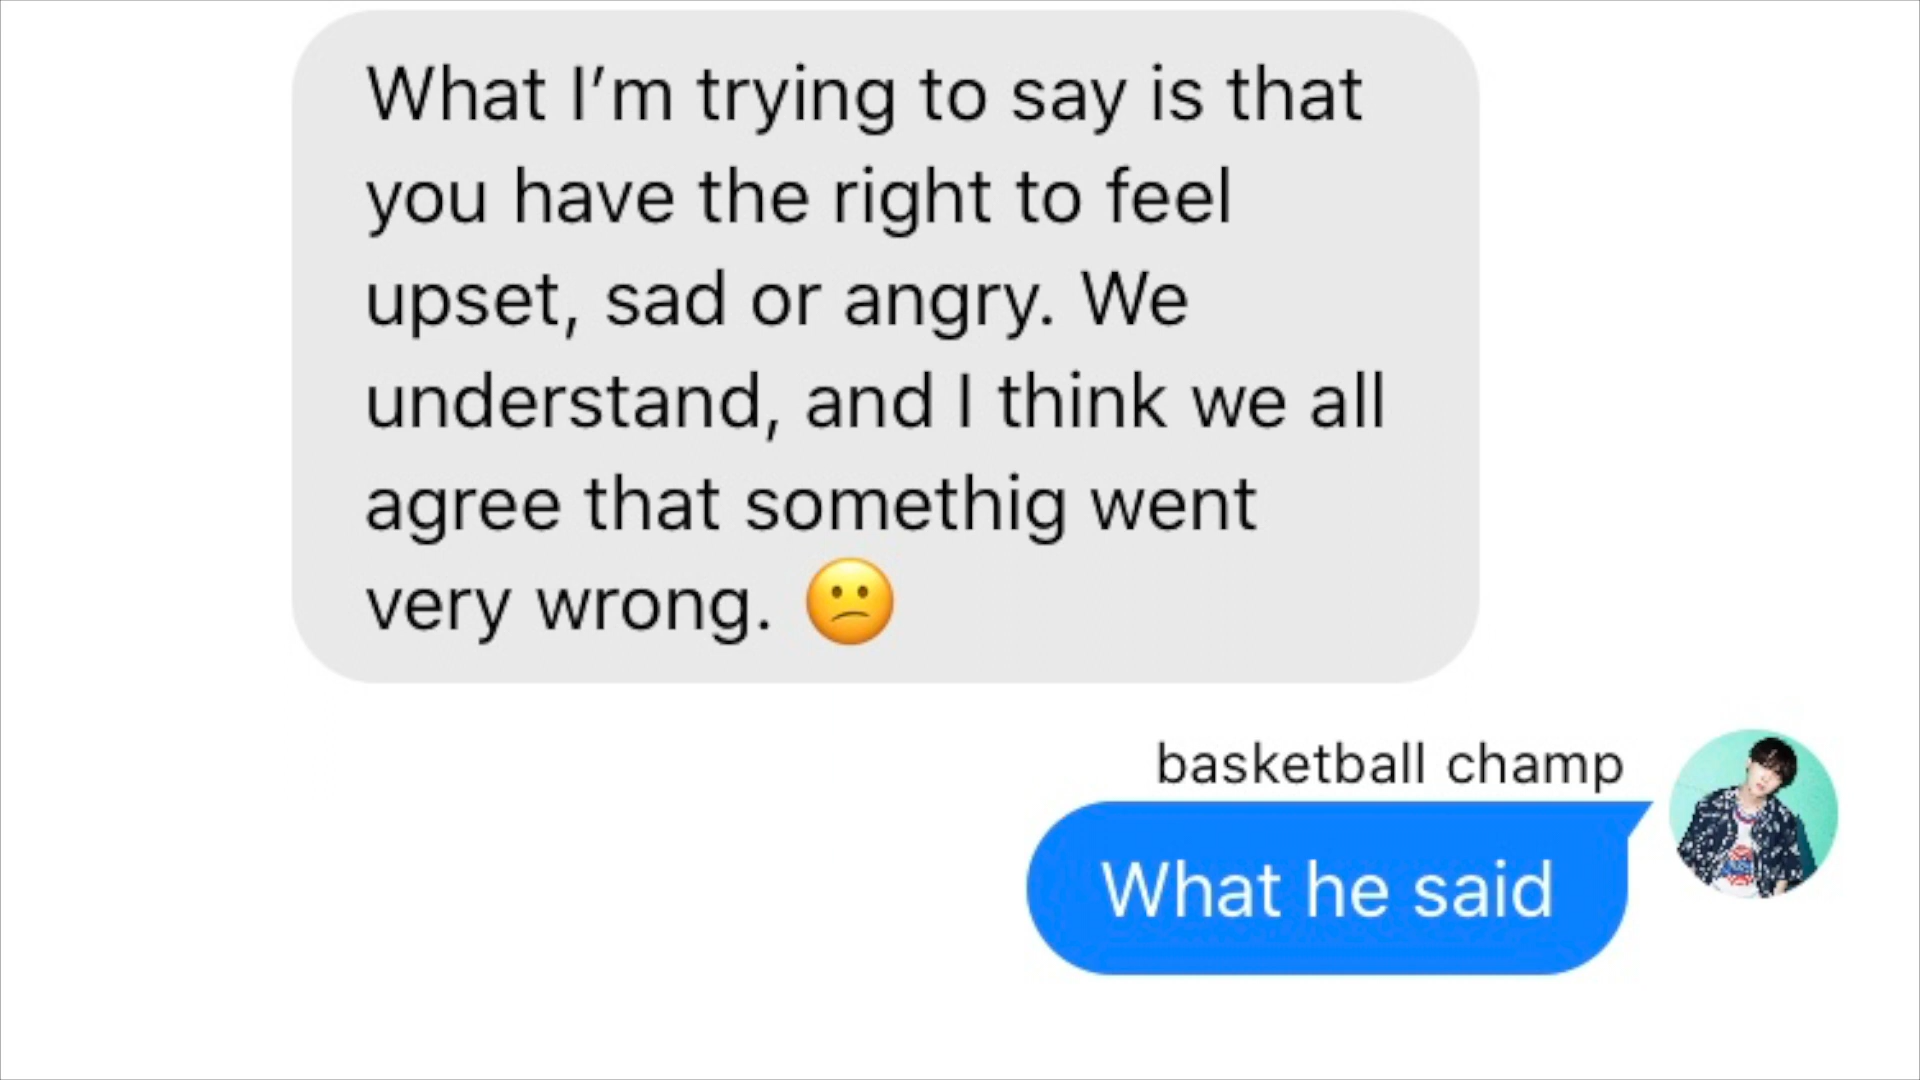 What I’m trying to say is that
you have the right to feel
upset, sad or angry. We
understand, and I think we all
agree that somethig went
very wrong. 😕
basketball champ
What he said